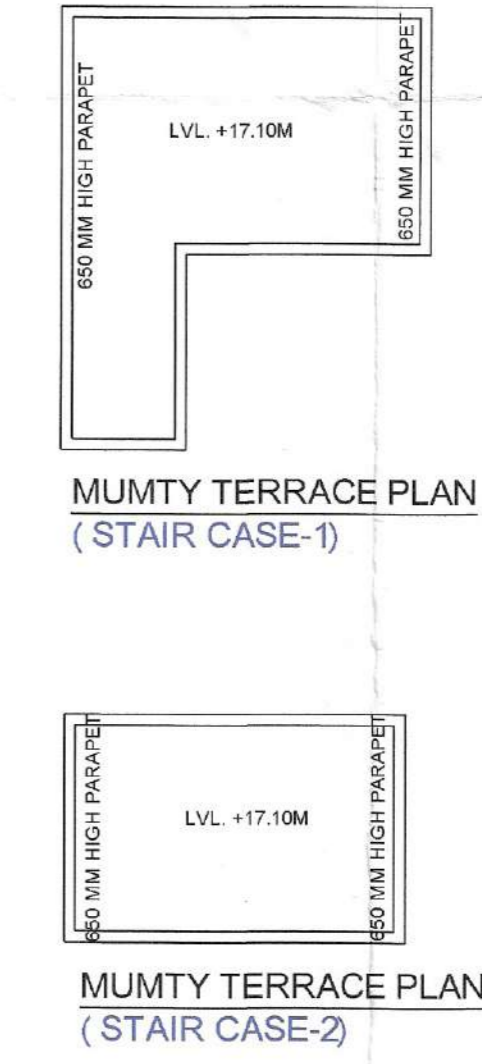 650 MM HIGH PARAPET
LVL. +17.10M
650 MM HIGH PARAPET
MUMTY TERRACE PLAN
( STAIR CASE-1)
650 MM HIGH PARAPET
LVL. +17.10M
650 MM HIGH PARAPET
MUMTY TERRACE PLAN
( STAIR CASE-2)